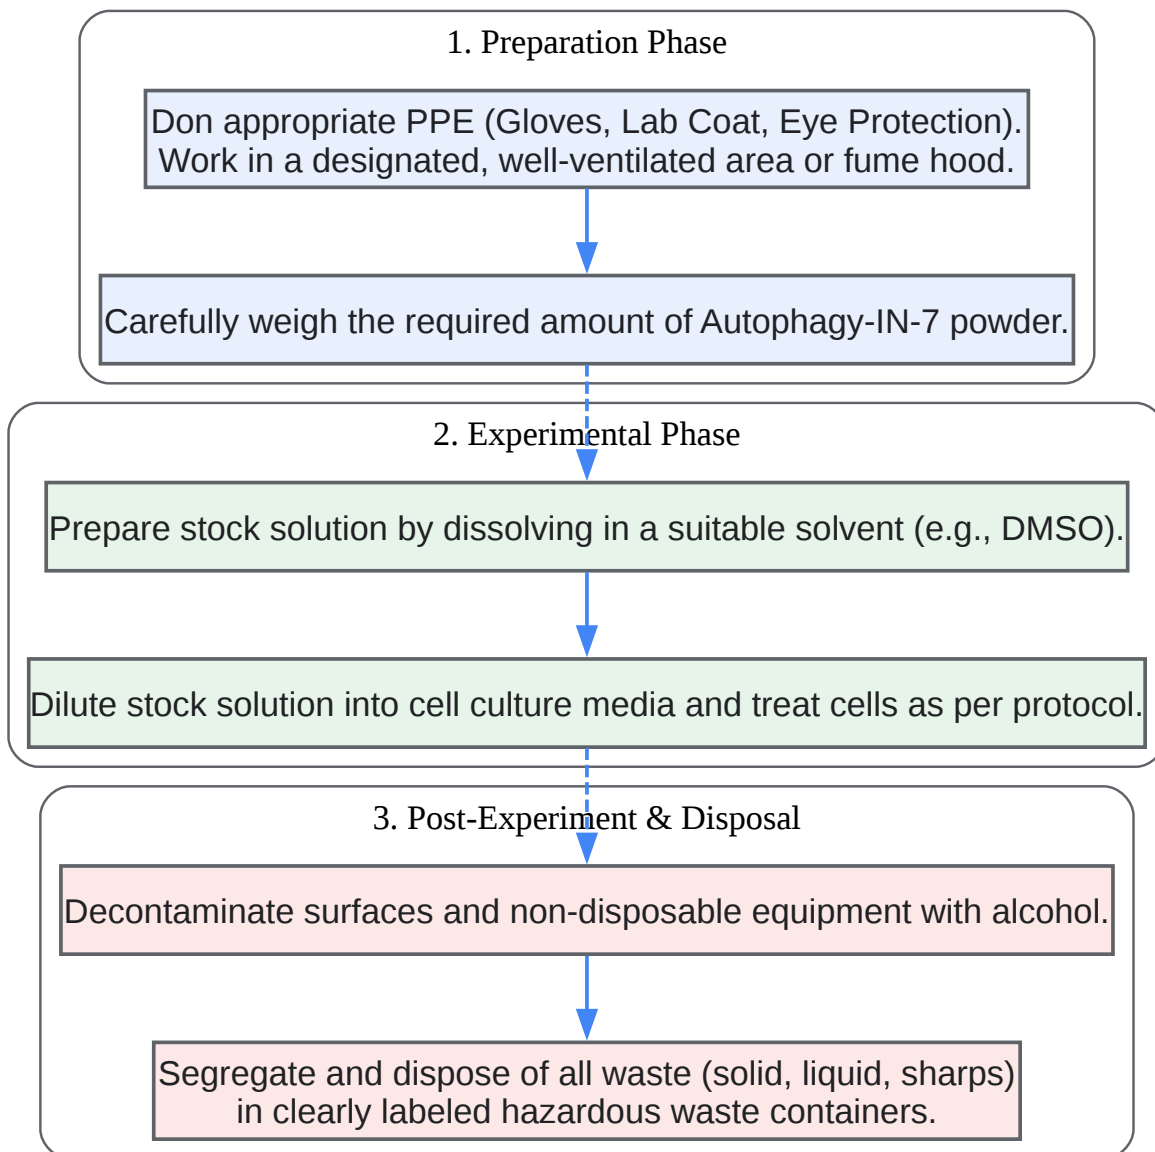 1. Preparation Phase
Don appropriate PPE (Gloves, Lab Coat, Eye Protection).
Work in a designated, well-ventilated area or fume hood.
Carefully weigh the required amount of Autophagy-IN-7 powder.
2. Experimental Phase
Prepare stock solution by dissolving in a suitable solvent (e.g., DMSO).
Dilute stock solution into cell culture media and treat cells as per protocol.
3. Post-Experiment & Disposal
Decontaminate surfaces and non-disposable equipment with alcohol.
Segregate and dispose of all waste (solid, liquid, sharps)
in clearly labeled hazardous waste containers.